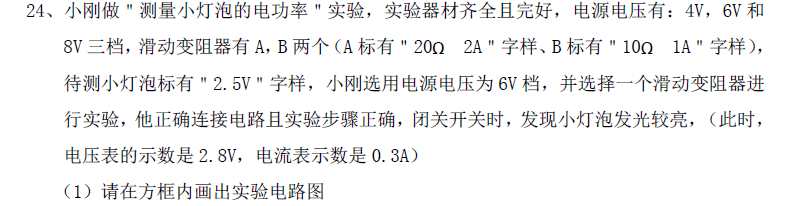 24、小刚做＂测量小灯泡的电功率＂实验，实验器材齐全且完好，电源电压有：4V，6V 和
8V 三档，滑动变阻器有 A，B 两个（A 标有＂20Ω　2A＂字样、B 标有＂10Ω　1A＂字样），
待测小灯泡标有＂2.5V＂字样，小刚选用电源电压为 6V 档，并选择一个滑动变阻器进
行实验，他正确连接电路且实验步骤正确，闭关开关时，发现小灯泡发光较亮，（此时，
电压表的示数是 2.8V，电流表示数是 0.3A）
（1）请在方框内画出实验电路图